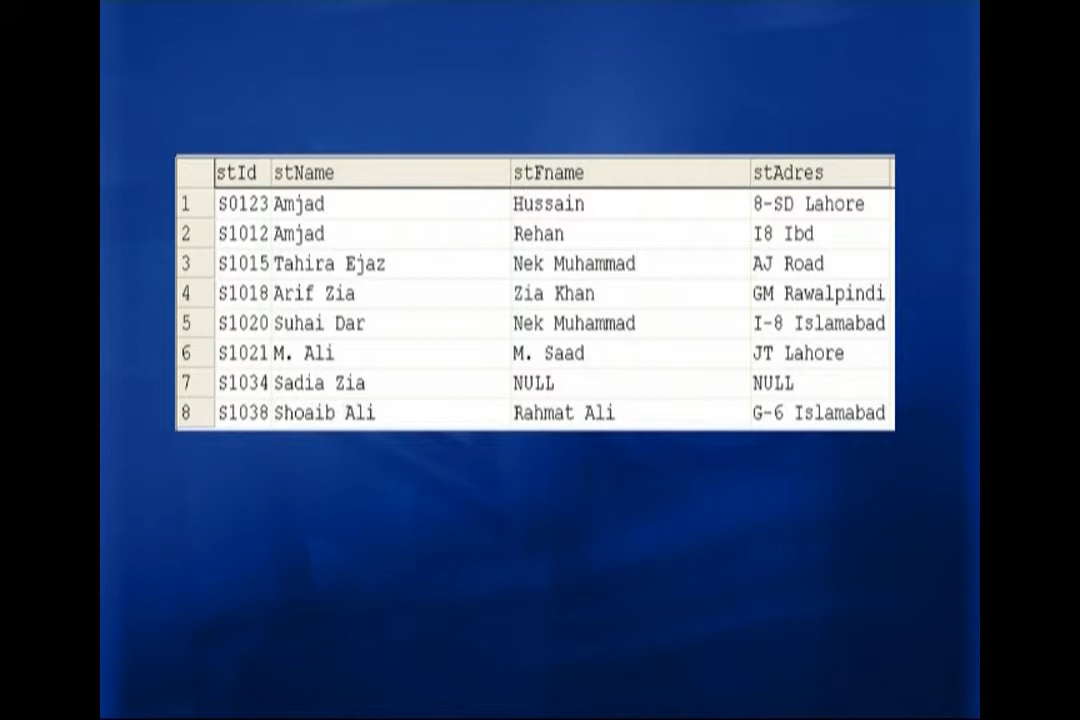 stId stName stFname stAdres
1 S0123 Amjad Hussain 8-SD Lahore
2 S1012 Amjad Rehan I8 Ibd
3 S1015 Tahira Ejaz Nek Muhammad AJ Road
4 S1018 Arif Zia Zia Khan GM Rawalpindi
5 S1020 Suhai Dar Nek Muhammad I-8 Islamabad
6 S1021 M. Ali M. Saad JT Lahore
7 S1034 Sadia Zia NULL NULL
8 S1038 Shoaib Ali Rahmat Ali G-6 Islamabad